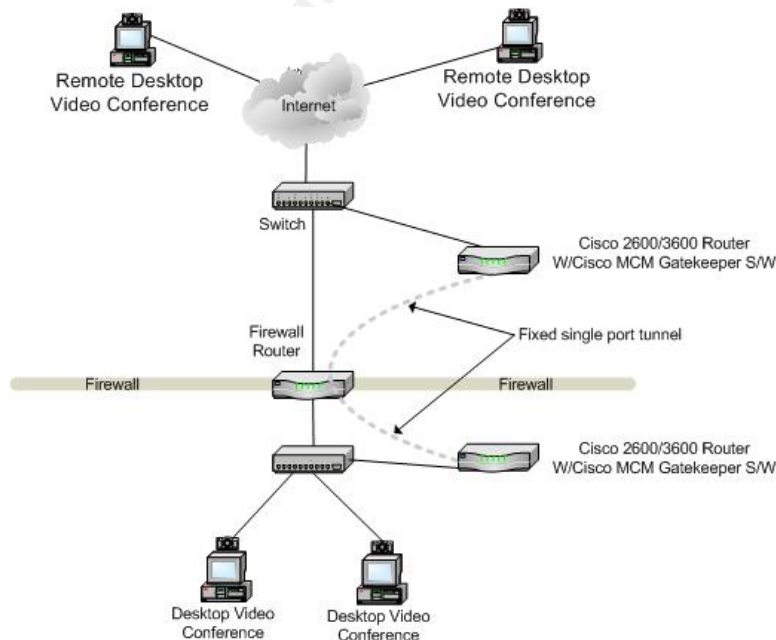 Remote Desktop
Video Conference
Remote Desktop
Video Conference
Internet
Switch
Cisco 2600/3600 Router
W/Cisco MCM Gatekeeper S/W
Firewall
Router
Fixed single port tunnel
Firewall
Firewall
Cisco 2600/3600 Router
W/Cisco MCM Gatekeeper S/W
Desktop Video
Conference
Desktop Video
Conference